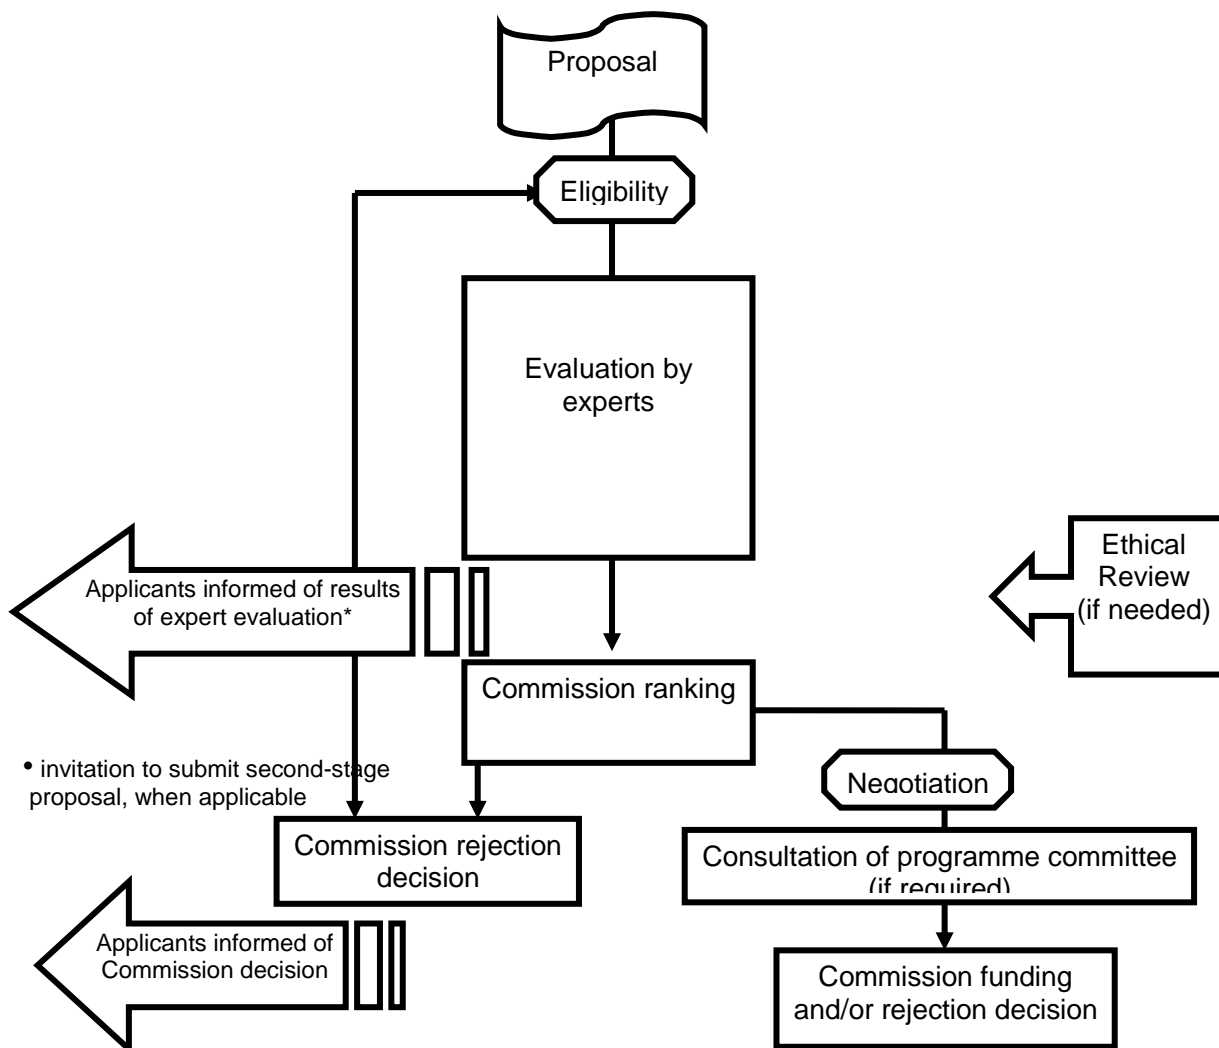 Proposal
Eligibility
Evaluation by
experts
Ethical
Review
(if needed)
Applicants informed of results
of expert evaluation*
Commission ranking
• invitation to submit second-stage
proposal, when applicable
Negotiation
Commission rejection
decision
Consultation of programme committee
(if required)
Applicants informed of
Commission decision
Commission funding
and/or rejection decision